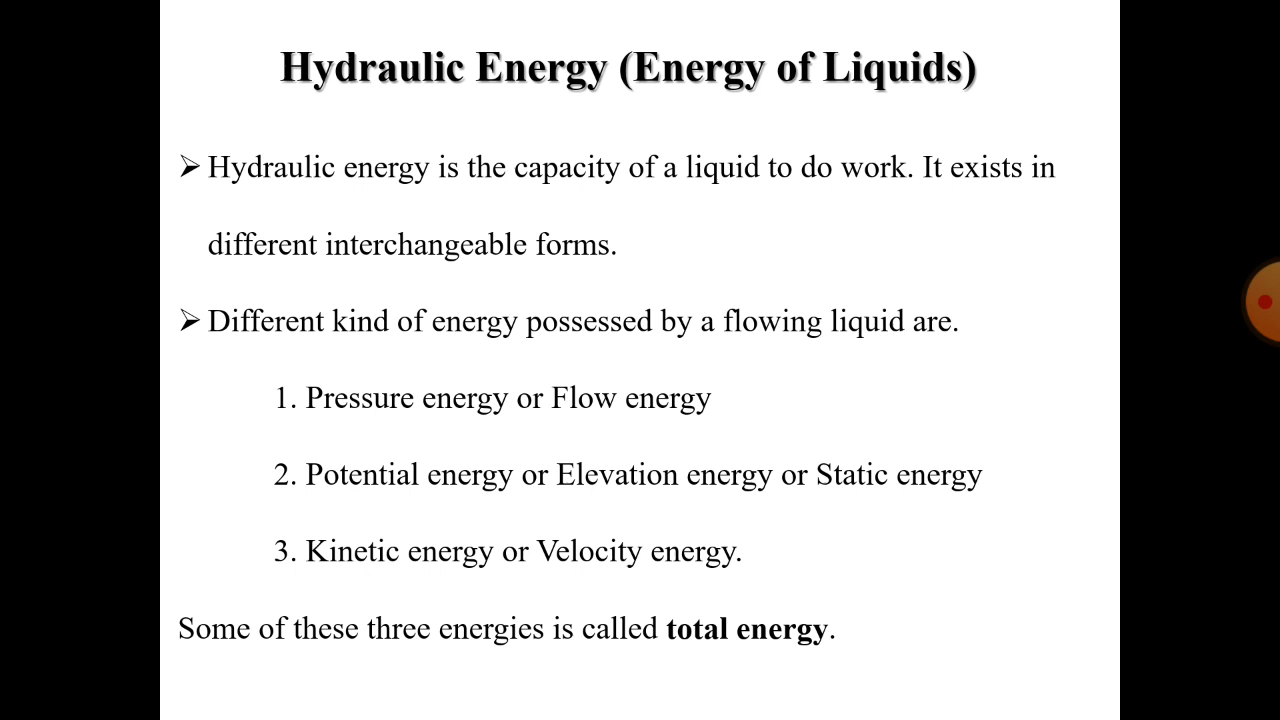 Hydraulic Energy (Energy of Liquids)
➢ Hydraulic energy is the capacity of a liquid to do work. It exists in
different interchangeable forms.
➢ Different kind of energy possessed by a flowing liquid are.
1. Pressure energy or Flow energy
2. Potential energy or Elevation energy or Static energy
3. Kinetic energy or Velocity energy.
Some of these three energies is called total energy.